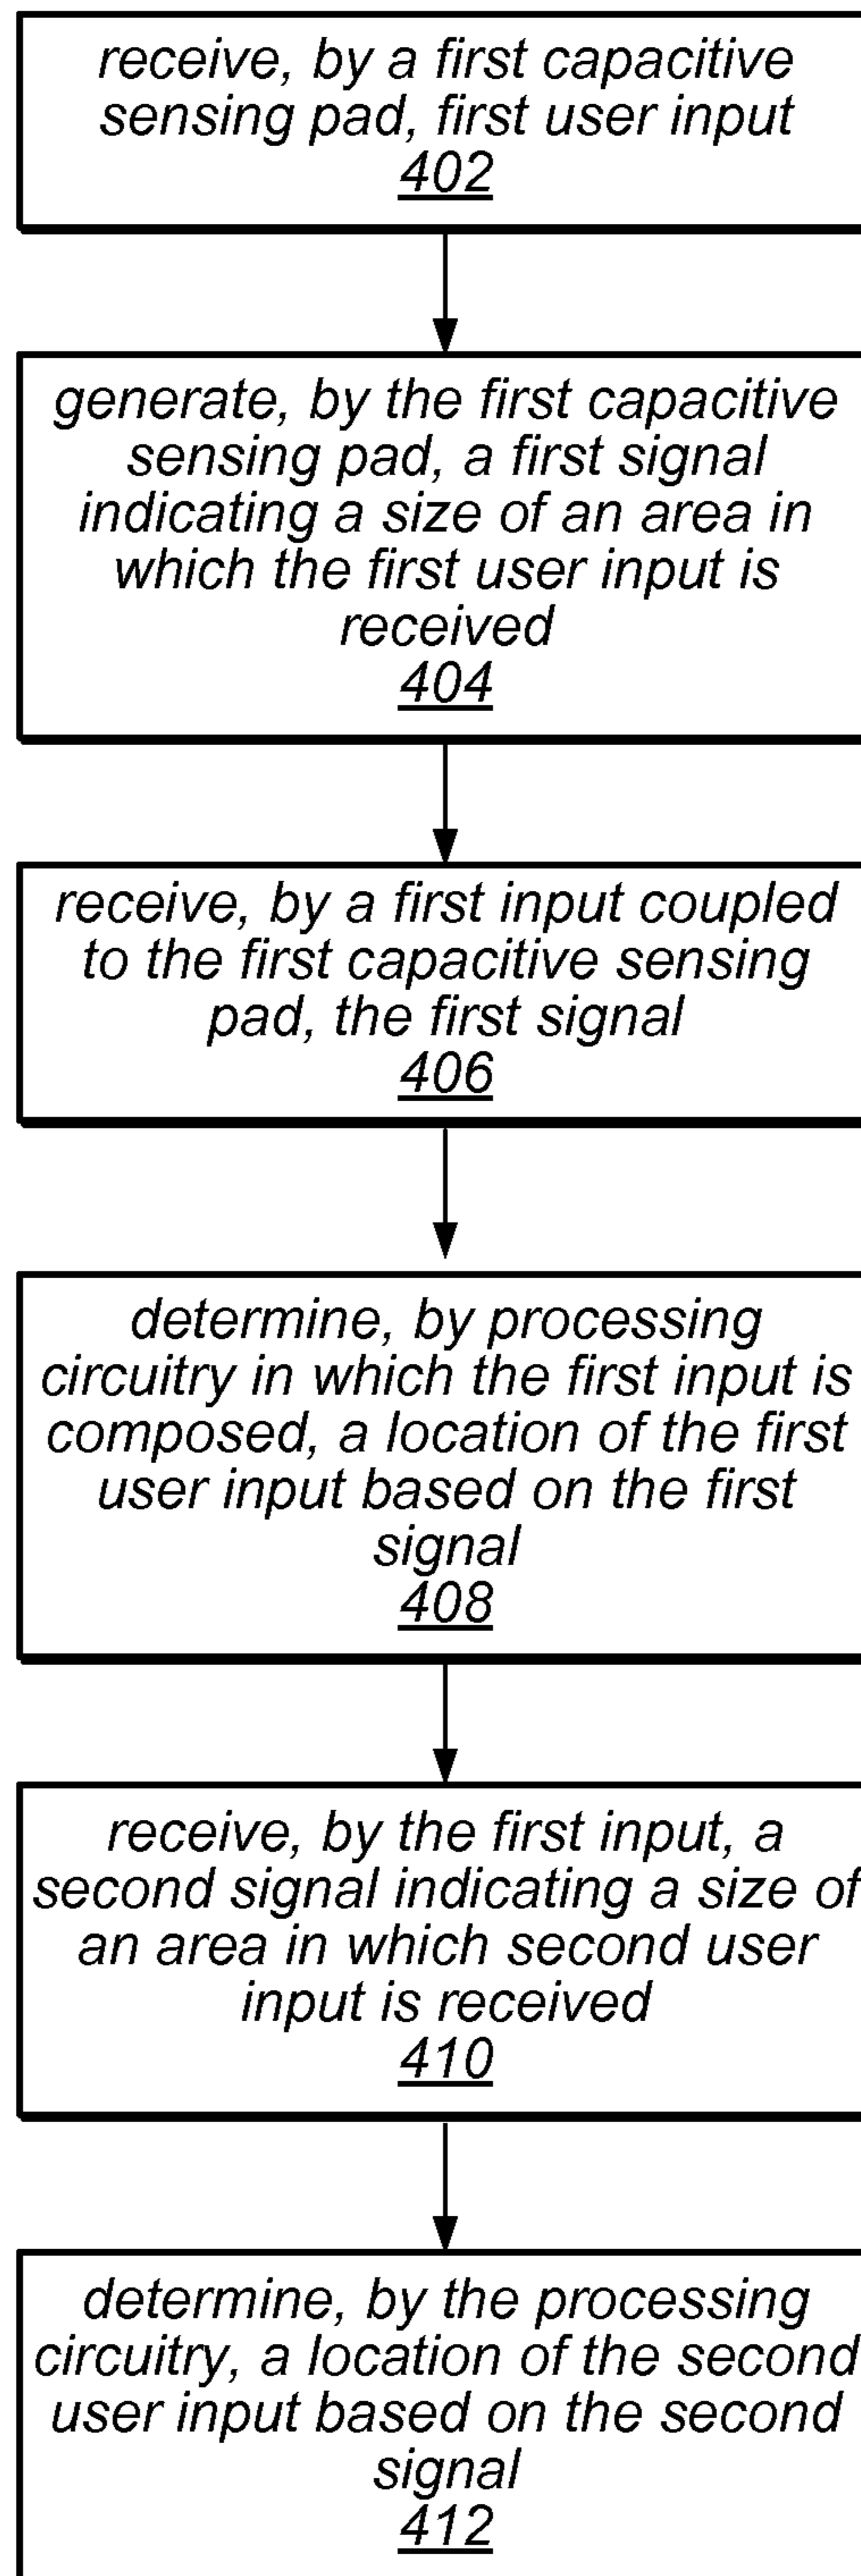 receive, by a first capacitive
sensing pad, first user input
402
generate, by the first capacitive
sensing pad, a first signal
indicating a size of an area in
which the first user input is
received
404
receive, by a first input coupled
to the first capacitive sensing
pad, the first signal
406
determine, by processing
circuitry in which the first input is
composed, a location of the first
user input based on the first
signal
408
receive, by the first input, a
second signal indicating a size of
an area in which second user
input is received
410
determine, by the processing
circuitry, a location of the second
user input based on the second
signal
412